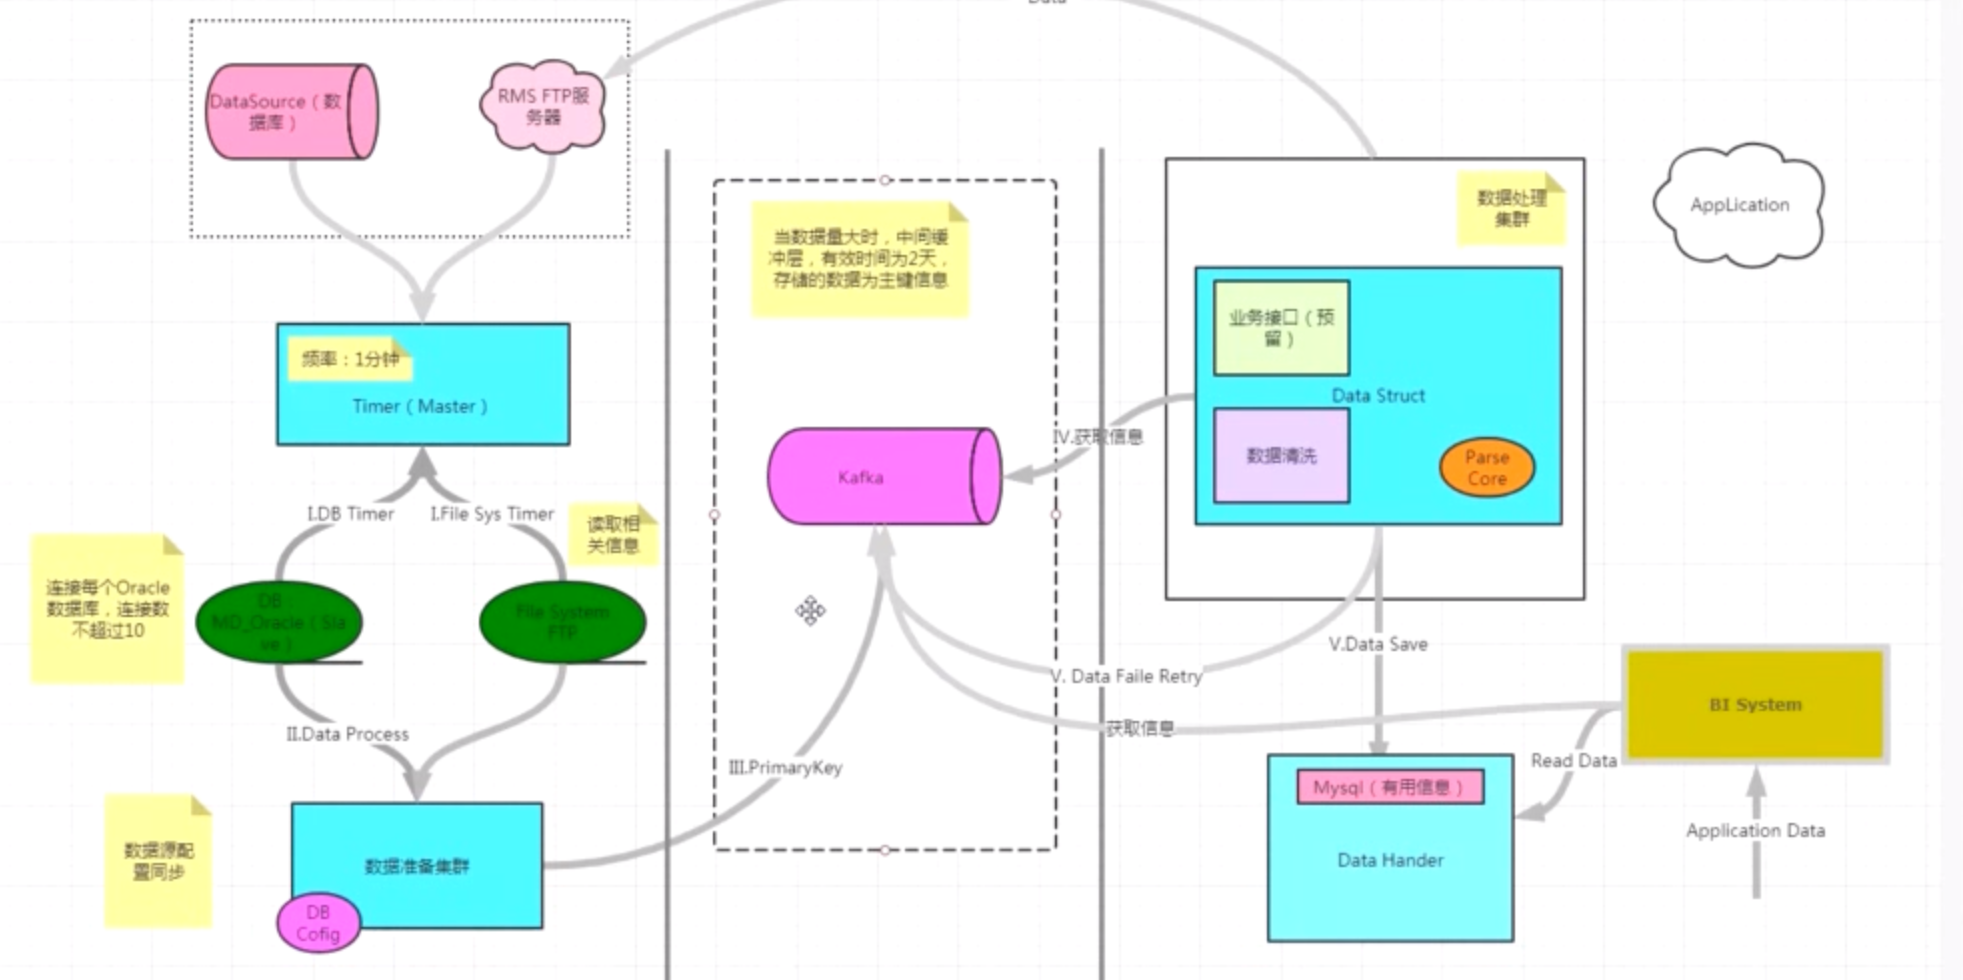 DataSource（数
据库）
RMS FTP服
务器
频率：1分钟
Timer（Master）
I.DB Timer
I.File Sys Timer
读取相
关信息
连接每个Oracle
数据库，连接数
不超过10
DB
MD_Oracle（Sla
ve）
File System
FTP
II.Data Process
数据源配
置同步
数据准备集群
DB
Cofig
当数据量大时，中间缓
冲层，有效时间为2天，
存储的数据为主键信息
Kafka
III.PrimaryKey
IV.获取信息
V. Data Faile Retry
获取信息
数据处理
集群
业务接口（预
留）
Data Struct
数据清洗
Parse
Core
V.Data Save
Mysql（有用信息）
Data Hander
AppLication
BI System
Read Data
Application Data